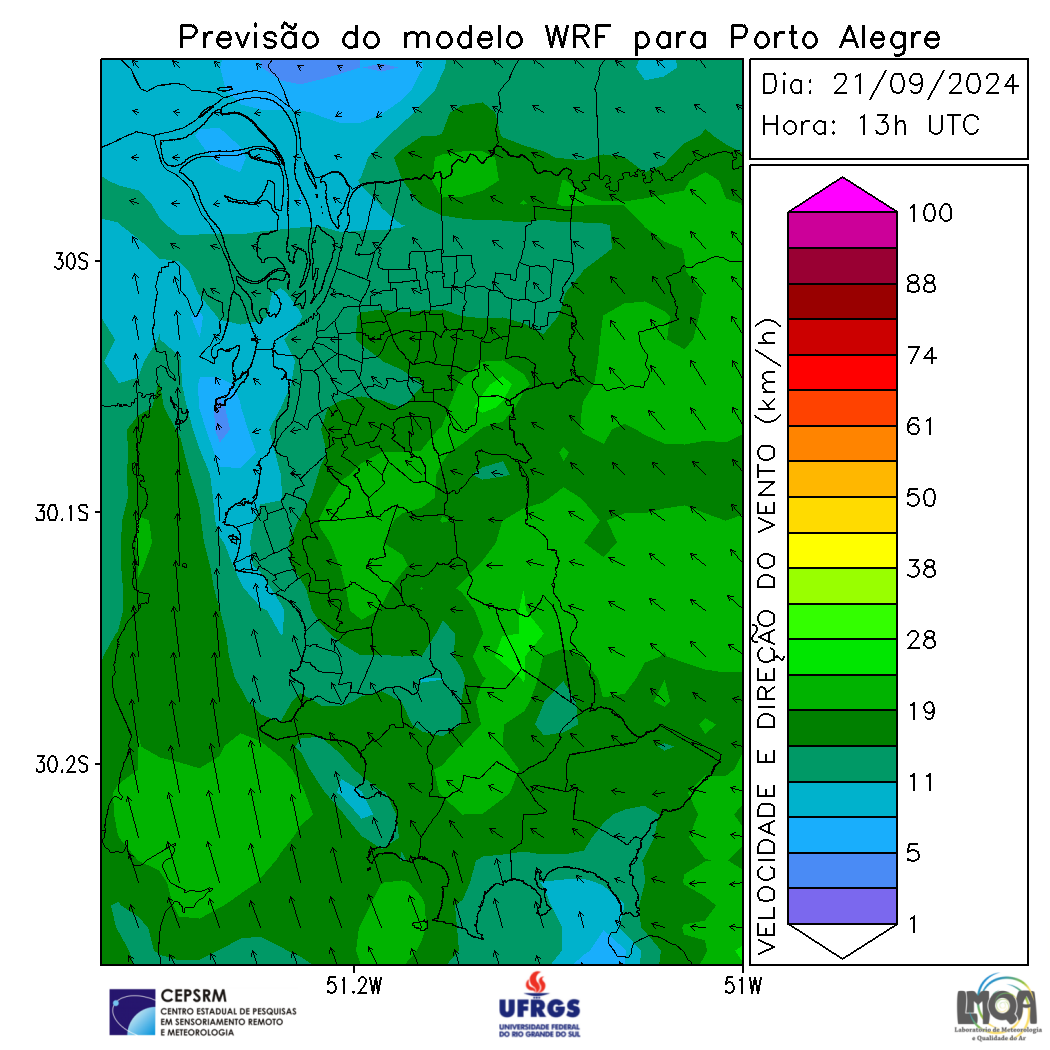 Previsão do modelo WRF para Porto Alegre
Dia: 21/09/2024
Hora: 13h UTC
30S
30.1S
30.2S
51.2W
51W
VELOCIDADE E DIREÇÃO DO VENTO (km/h)
100
88
74
61
50
38
28
19
11
5
1
CEPSRM
CENTRO ESTADUAL DE PESQUISAS
EM SENSORIAMENTO REMOTO
E METEOROLOGIA
UFRGS
UNIVERSIDADE FEDERAL
DO RIO GRANDE DO SUL
LMQA
Laboratório de Meteorologia
e Qualidade do Ar